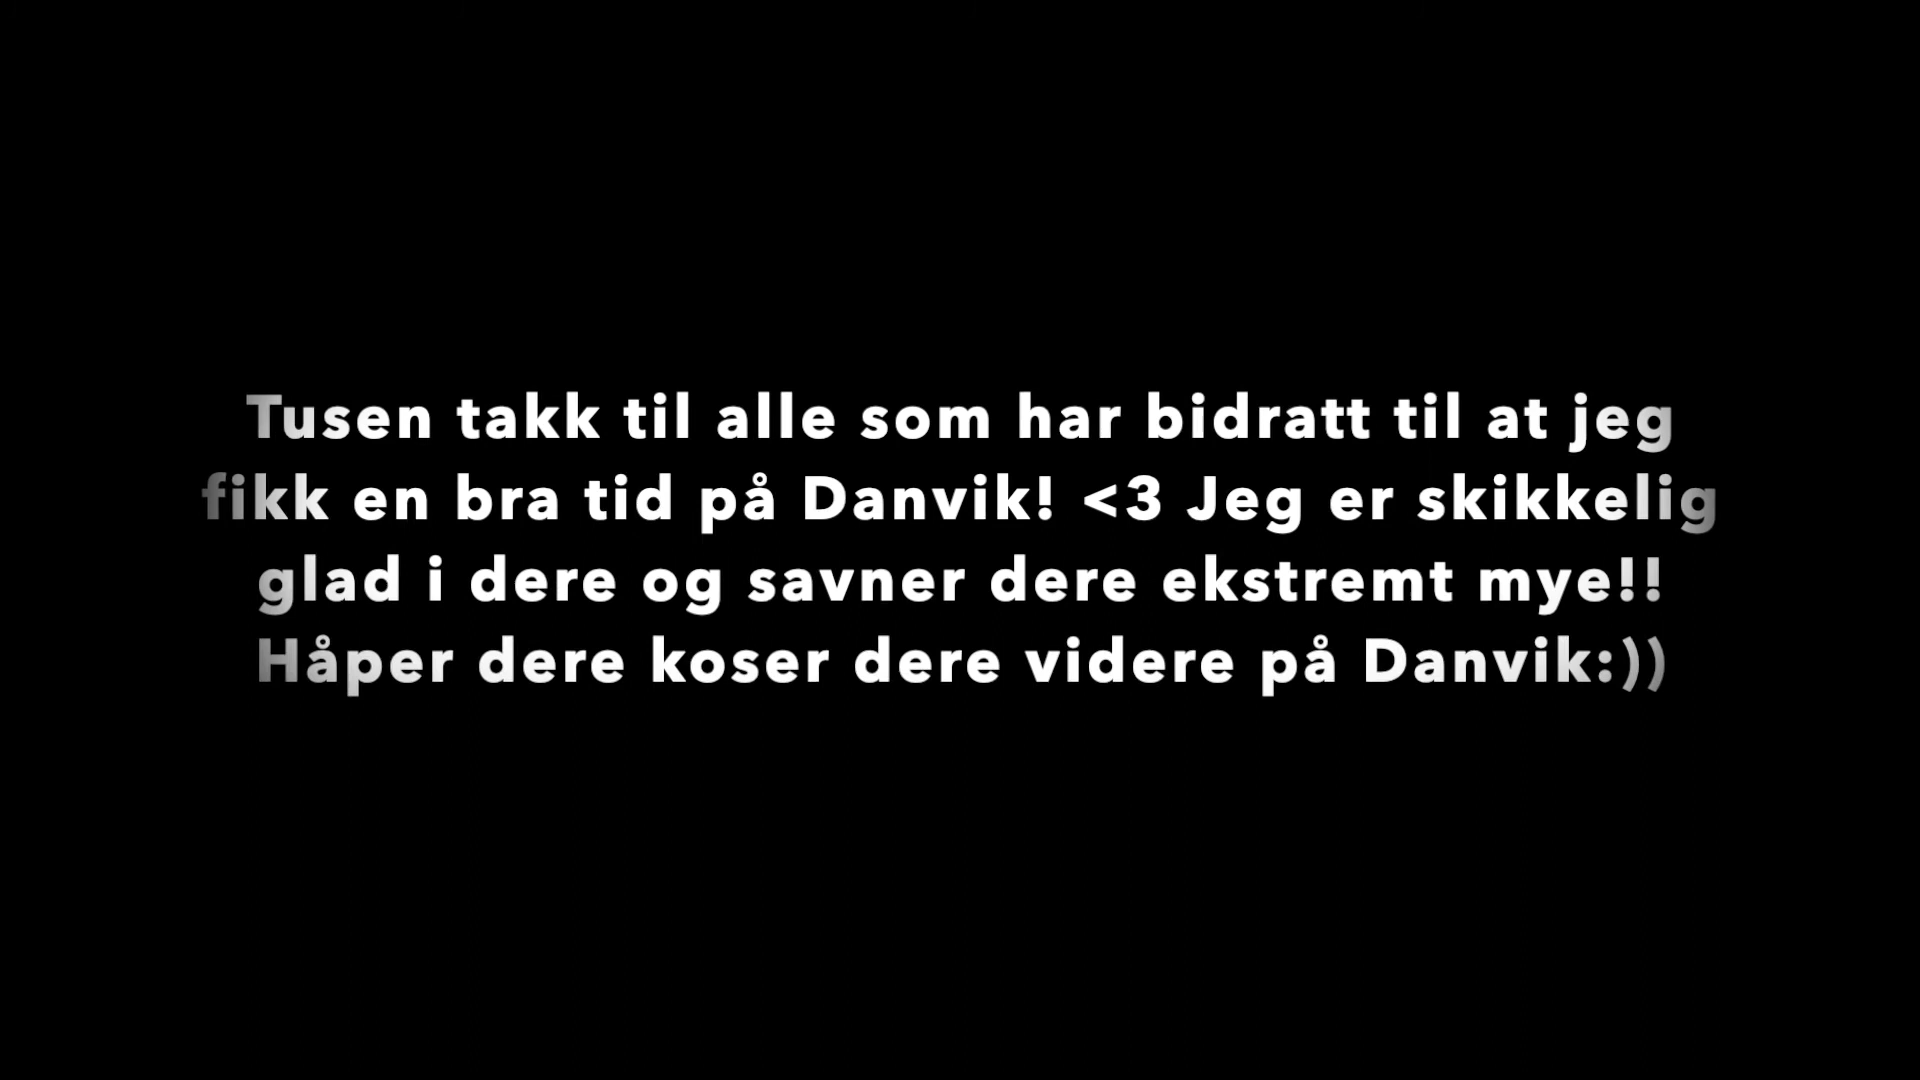 Tusen takk til alle som har bidratt til at jeg
fikk en bra tid på Danvik! <3 Jeg er skikkelig
glad i dere og savner dere ekstremt mye!!
Håper dere koser dere videre på Danvik:))